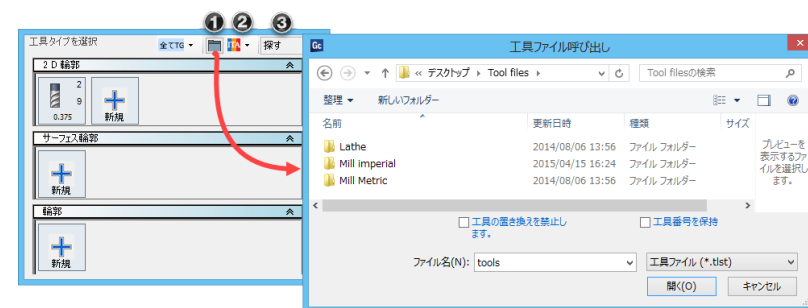 1 2 3
工具タイプを選択
全てTG
探す
2D輪郭
2
9
0.375
新規
サーフェス輪郭
新規
輪郭
新規
Gc
工具ファイル呼び出し
« デスクトップ ▸ Tool files ▸
Tool filesの検索
整理 新しいフォルダー
名前 更新日時 種類 サイズ
Lathe 2014/08/06 13:56 ファイル フォルダー
Mill imperial 2015/04/15 16:24 ファイル フォルダー
Mill Metric 2014/08/06 13:56 ファイル フォルダー
プレビューを
表示するファ
イルを選択し
ます。
工具の置き換えを禁止し
ます。
工具番号を保持
ファイル名(N): tools
工具ファイル (*.tlst)
開く(O) キャンセル